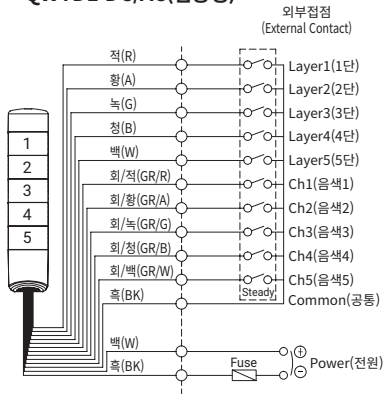 외부접점
(External Contact)
적(R)
Layer1(1단)
황(A)
Layer2(2단)
녹(G)
Layer3(3단)
청(B)
Layer4(4단)
백(W)
Layer5(5단)
회/적(GR/R)
Ch1(음색1)
회/황(GR/A)
Ch2(음색2)
회/녹(GR/G)
Ch3(음색3)
회/청(GR/B)
Ch4(음색4)
회/백(GR/W)
Ch5(음색5)
Steady
흑(BK)
Common(공통)
1
2
3
4
5
백(W)
흑(BK)
Fuse
Power(전원)